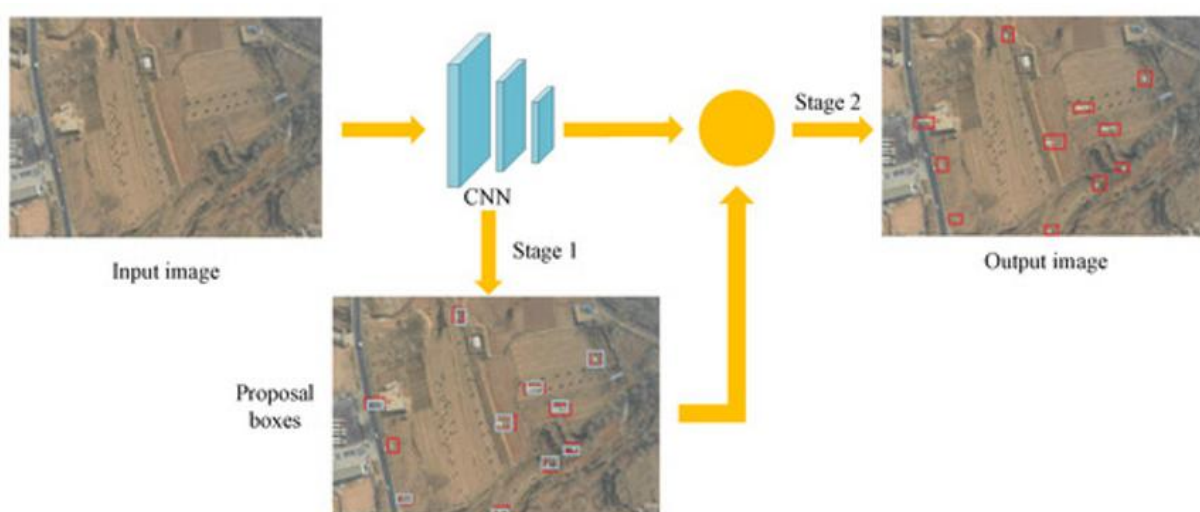 Stage 2
CNN
Stage 1
Input image
Output image
Proposal
boxes